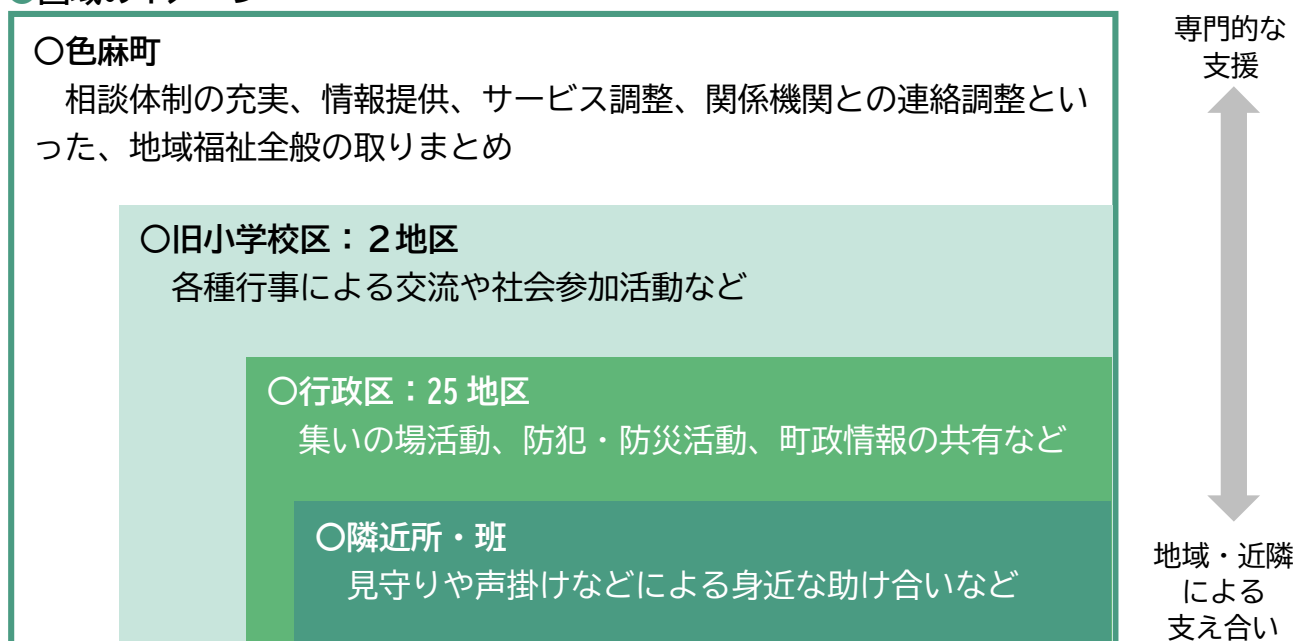 〇色麻町
相談体制の充実、情報提供、サービス調整、関係機関との連絡調整とい
った、地域福祉全般の取りまとめ
〇旧小学校区：２地区
各種行事による交流や社会参加活動など
〇行政区：25 地区
集いの場活動、防犯・防災活動、町政情報の共有など
〇隣近所・班
見守りや声掛けなどによる身近な助け合いなど
専門的な
支援
地域・近隣
による
支え合い